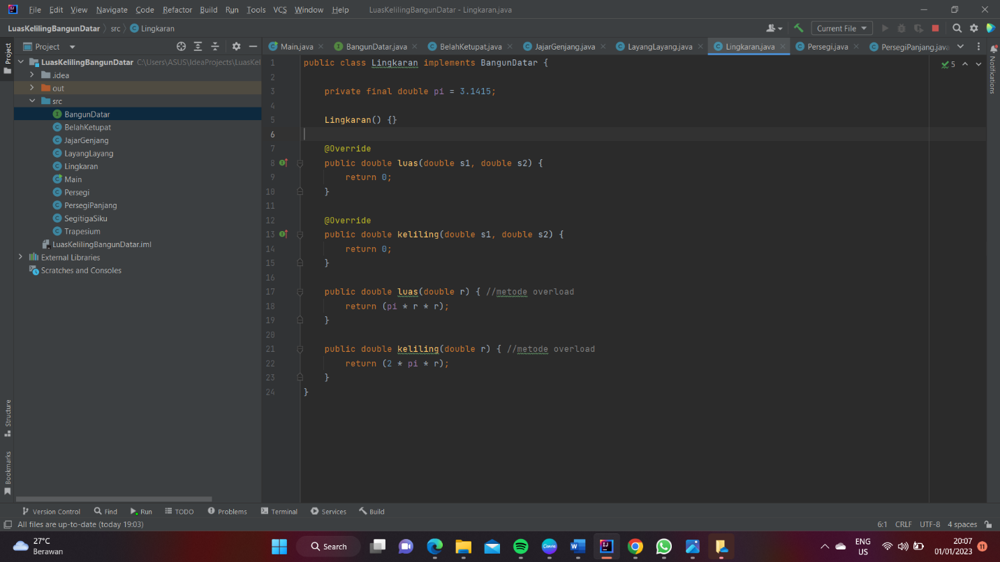 File Edit View Navigate Code Refactor Build Run Tools VCS Window Help LuasKelilingBangunDatar - Lingkaran.java
LuasKelilingBangunDatar src Lingkaran Current File
Project Project Main.java BangunDatar.java BelahKetupat.java JajarGenjang.java LayangLayang.java Lingkaran.java Persegi.java PersegiPanjang.java
Notifications
LuasKelilingBangunDatar C:\Users\ASUS\IdeaProjects\LuasKel
.idea
out
src
BangunDatar
BelahKetupat
JajarGenjang
LayangLayang
Lingkaran
Main
Persegi
PersegiPanjang
SegitigaSiku
Trapesium
LuasKelilingBangunDatar.iml
External Libraries
Scratches and Consoles
Structure
Bookmarks
1 public class Lingkaran implements BangunDatar { 5
2
3 private final double pi = 3.1415;
4
5 Lingkaran() {}
6
7 @Override
8 public double luas(double s1, double s2) {
9 return 0;
10 }
11
12 @Override
13 public double keliling(double s1, double s2) {
14 return 0;
15 }
16
17 public double luas(double r) { //metode overload
18 return (pi * r * r);
19 }
20
21 public double keliling(double r) { //metode overload
22 return (2 * pi * r);
23 }
24 }
Version Control Find Run TODO Problems Terminal Services Build
All files are up-to-date (today 19:03) 6:1 CRLF UTF-8 4 spaces
27°C
Berawan
Search
ENG
US
20:07
01/01/2023
11